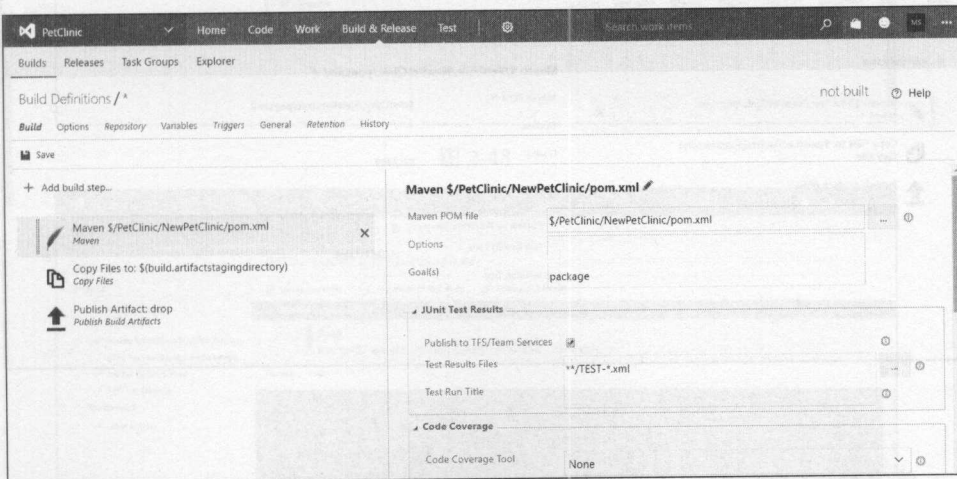 PetClinic Home Code Work Build & Release Test Search work items MS ...
Builds Releases Task Groups Explorer
Build Definitions / * not built Help
Build Options Repository Variables Triggers General Retention History
Save
+ Add build step...
Maven $/PetClinic/NewPetClinic/pom.xml
Maven
Copy Files to: $(build.artifactstagingdirectory)
Copy Files
Publish Artifact: drop
Publish Build Artifacts
Maven $/PetClinic/NewPetClinic/pom.xml
Maven POM file $/PetClinic/NewPetClinic/pom.xml ...
Options
Goal(s) package
JUnit Test Results
Publish to TFS/Team Services
Test Results Files **/TEST-*.xml ...
Test Run Title
Code Coverage
Code Coverage Tool None